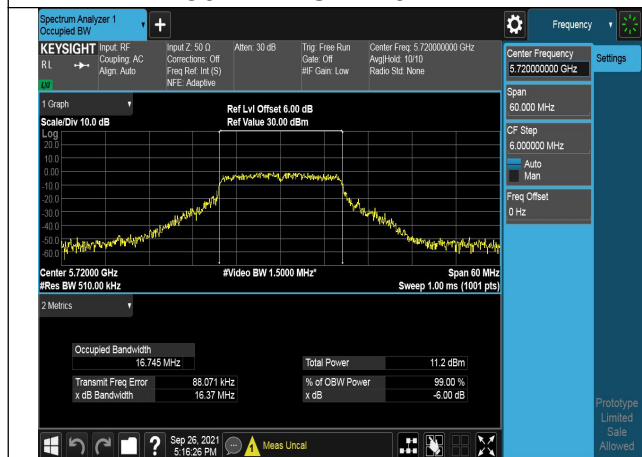 Spectrum Analyzer 1
Occupied BW
Frequency
KEYSIGHT Input: RF
Coupling: AC
Align: Auto
R L
LXI
Input Z: 50 Ω
Corrections: Off
Freq Ref: Int (S)
NFE: Adaptive
Atten: 30 dB
Trig: Free Run
Gate: Off
#IF Gain: Low
Center Freq: 5.720000000 GHz
Avg|Hold: 10/10
Radio Std: None
Center Frequency
5.720000000 GHz
Settings
Span
60.000 MHz
CF Step
6.000000 MHz
Auto
Man
Freq Offset
0 Hz
1 Graph
Scale/Div 10.0 dB
Ref Lvl Offset 6.00 dB
Ref Value 30.00 dBm
Log
20.0
10.0
0.00
-10.0
-20.0
-30.0
-40.0
-50.0
-60.0
Center 5.72000 GHz
#Video BW 1.5000 MHz*
Span 60 MHz
#Res BW 510.00 kHz
Sweep 1.00 ms (1001 pts)
2 Metrics
Occupied Bandwidth
16.745 MHz
Total Power 11.2 dBm
Transmit Freq Error 88.071 kHz
% of OBW Power 99.00 %
x dB Bandwidth 16.37 MHz
x dB -6.00 dB
Prototype
Limited
Sale
Allowed
? Sep 26, 2021
5:16:26 PM
Meas Uncal